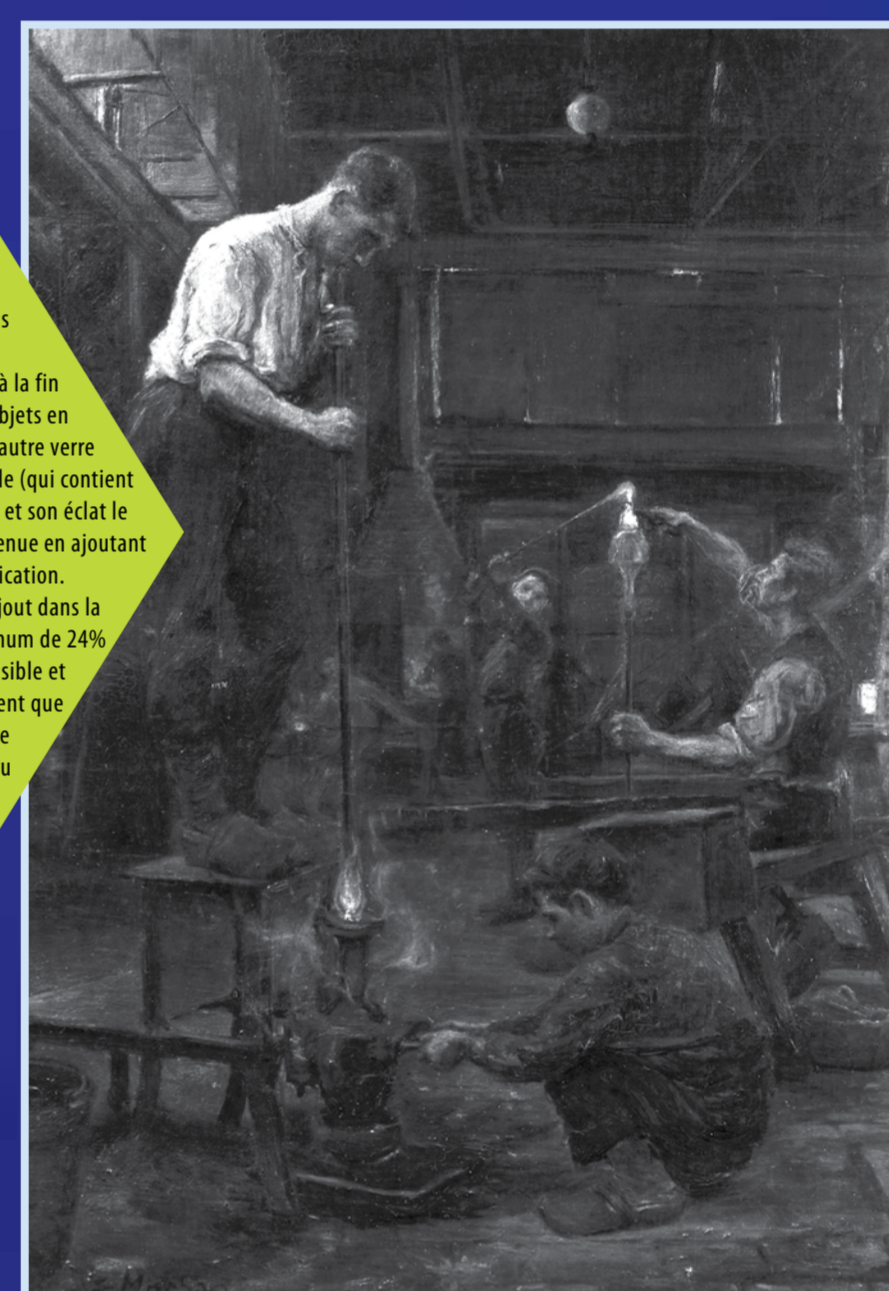 à la fin
bjets en
autre verre
le (qui contient
et son éclat le
enue en ajoutant
ication.
jout dans la
num de 24%
sible et
ent que